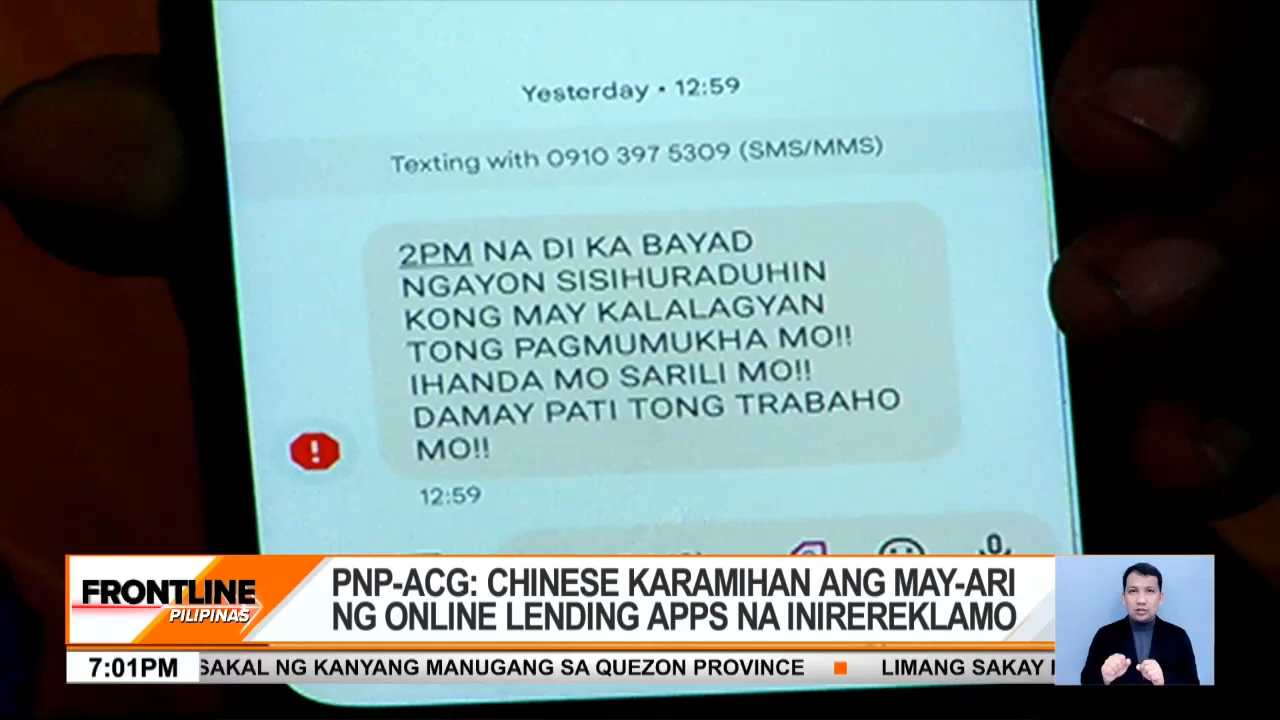 Yesterday • 12:59
Texting with 0910 397 5309 (SMS/MMS)
2PM NA DI KA BAYAD
NGAYON SISIHURADUHIN
KONG MAY KALALAGYAN
TONG PAGMUMUKHA MO!!
IHANDA MO SARILI MO!!
DAMAY PATI TONG TRABAHO
MO!!
12:59
FRONTLINE
PILIPINAS
PNP-ACG: CHINESE KARAMIHAN ANG MAY-ARI
NG ONLINE LENDING APPS NA INIREREKLAMO
7:01PM
SAKAL NG KANYANG MANUGANG SA QUEZON PROVINCE ■ LIMANG SAKAY